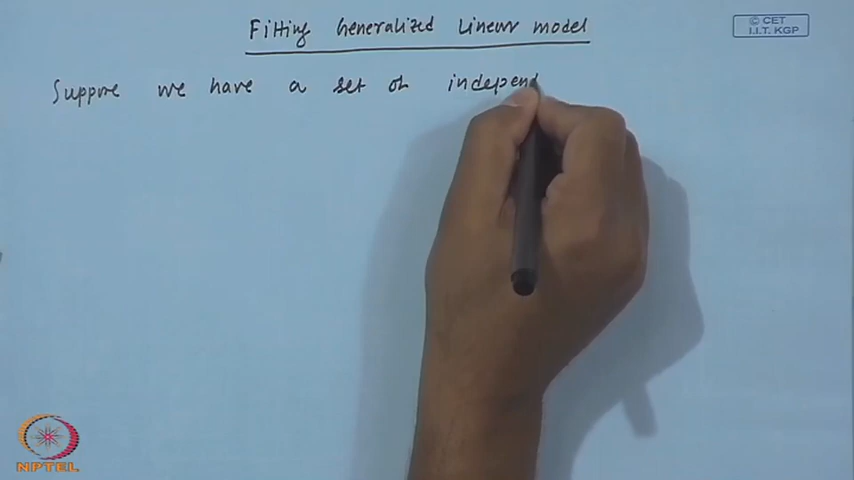 Fitting Generalized Linear model
© CET
I.I.T. KGP
Suppose we have a set of independ
NPTEL